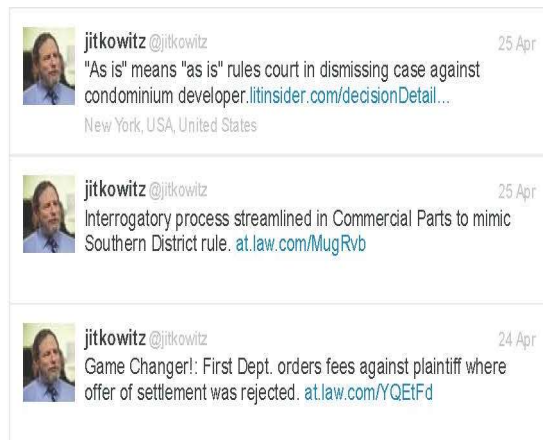 jitkowitz @jitkowitz 25 Apr
"As is" means "as is" rules court in dismissing case against
condominium developer.litinsider.com/decisionDetail...
New York, USA, United States
jitkowitz @jitkowitz 25 Apr
Interrogatory process streamlined in Commercial Parts to mimic
Southern District rule. at.law.com/MugRvb
jitkowitz @jitkowitz 24 Apr
Game Changer!: First Dept. orders fees against plaintiff where
offer of settlement was rejected. at.law.com/YQEtFd